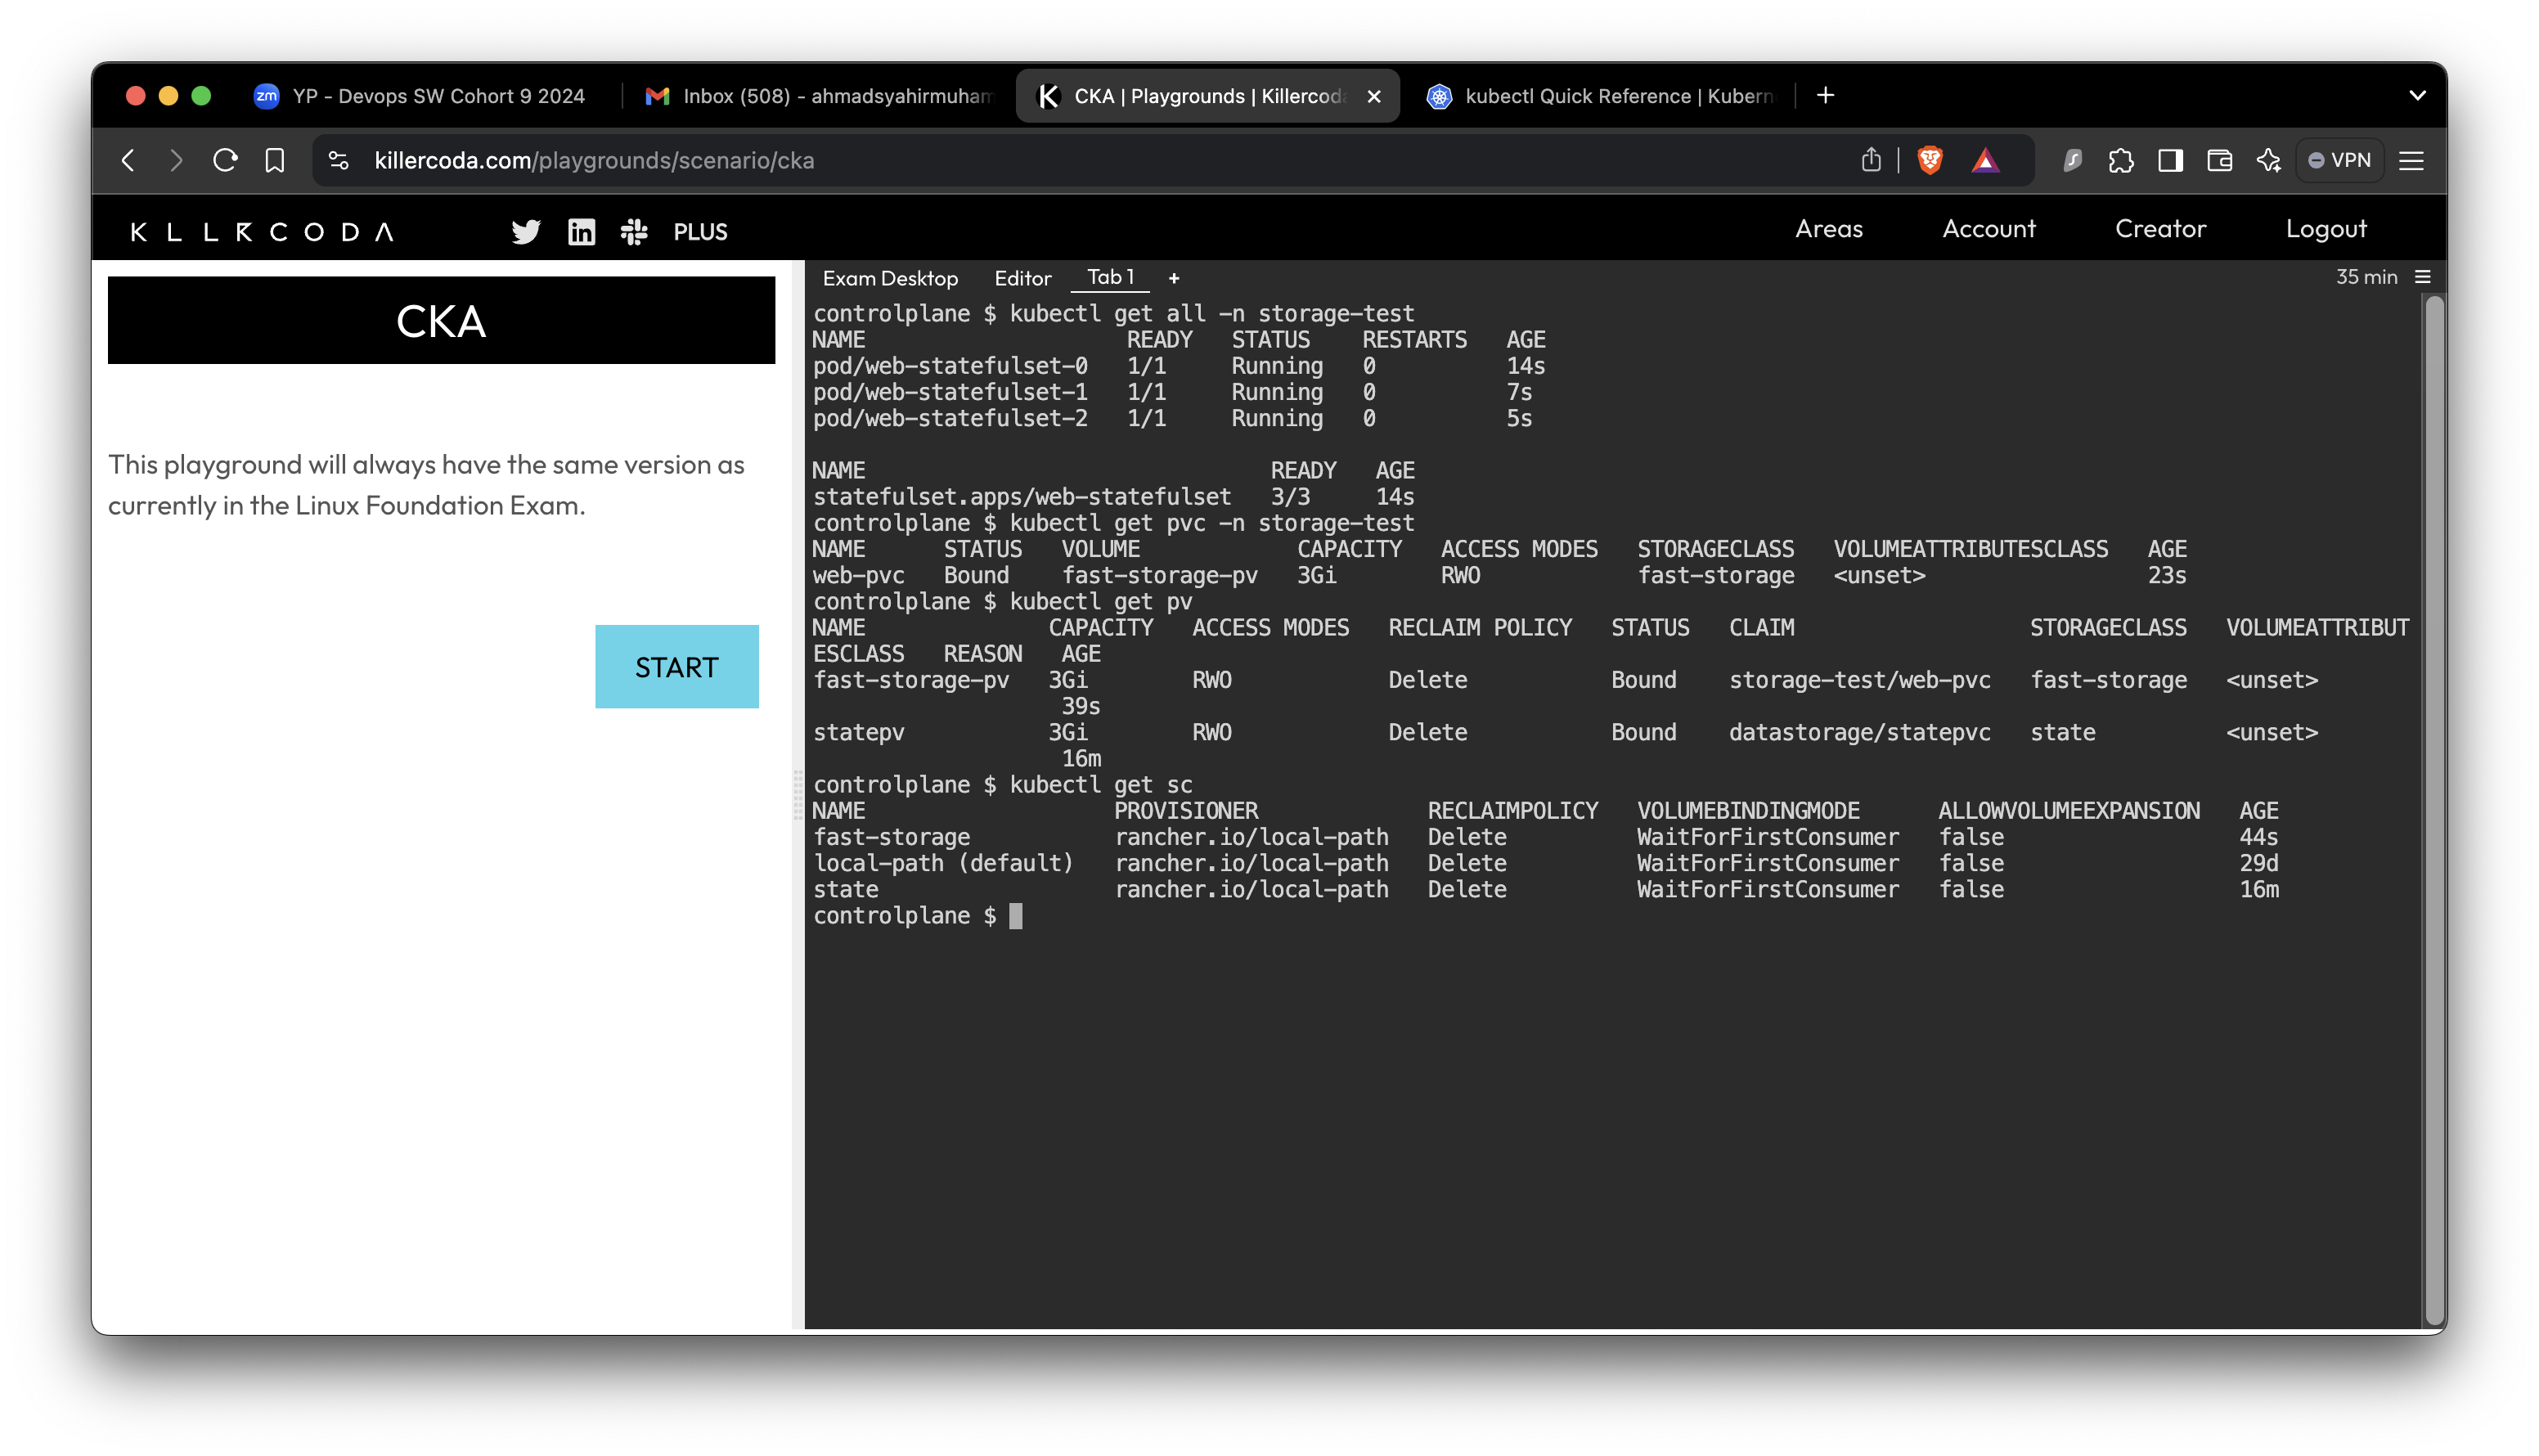 YP - Devops SW Cohort 9 2024
Inbox (508) - ahmadsyahirmuham
CKA | Playgrounds | Killercoda
kubectl Quick Reference | Kubern
killercoda.com/playgrounds/scenario/cka
VPN
KILLERCODA
PLUS
Areas
Account
Creator
Logout
CKA
This playground will always have the same version as
currently in the Linux Foundation Exam.
START
Exam Desktop Editor Tab 1 +
35 min
controlplane $ kubectl get all -n storage-test
NAME READY STATUS RESTARTS AGE
pod/web-statefulset-0 1/1 Running 0 14s
pod/web-statefulset-1 1/1 Running 0 7s
pod/web-statefulset-2 1/1 Running 0 5s
NAME READY AGE
statefulset.apps/web-statefulset 3/3 14s
controlplane $ kubectl get pvc -n storage-test
NAME STATUS VOLUME CAPACITY ACCESS MODES STORAGECLASS VOLUMEATTRIBUTESCLASS AGE
web-pvc Bound fast-storage-pv 3Gi RWO fast-storage <unset> 23s
controlplane $ kubectl get pv
NAME CAPACITY ACCESS MODES RECLAIM POLICY STATUS CLAIM STORAGECLASS VOLUMEATTRIBUT
ESCLASS REASON AGE
fast-storage-pv 3Gi RWO Delete Bound storage-test/web-pvc fast-storage <unset>
39s
statepv 3Gi RWO Delete Bound datastorage/statepvc state <unset>
16m
controlplane $ kubectl get sc
NAME PROVISIONER RECLAIMPOLICY VOLUMEBINDINGMODE ALLOWVOLUMEEXPANSION AGE
fast-storage rancher.io/local-path Delete WaitForFirstConsumer false 44s
local-path (default) rancher.io/local-path Delete WaitForFirstConsumer false 29d
state rancher.io/local-path Delete WaitForFirstConsumer false 16m
controlplane $